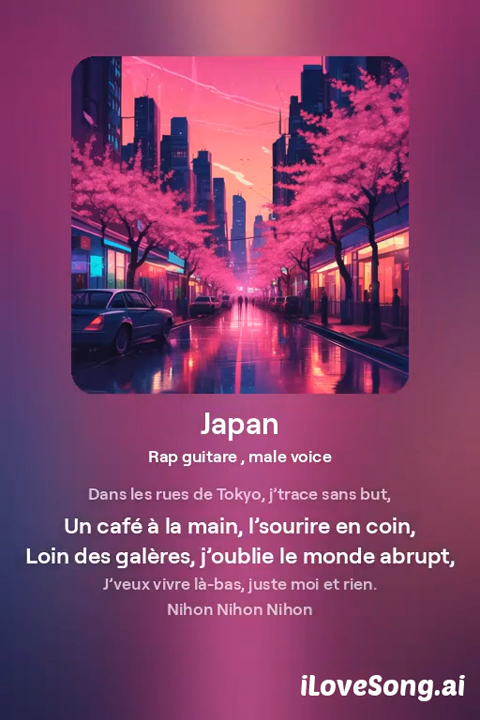 Japan
Rap guitare , male voice
Dans les rues de Tokyo, j’trace sans but,
Un café à la main, l’sourire en coin,
Loin des galères, j’oublie le monde abrupt,
J’veux vivre là-bas, juste moi et rien.
Nihon Nihon Nihon
iLoveSong.ai